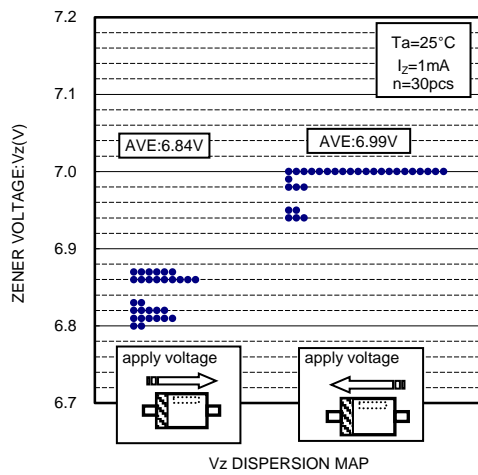 7.2
Ta=25°C
IZ=1mA
n=30pcs
7.1
AVE:6.84V
AVE:6.99V
7.0
6.9
6.8
6.7
ZENER VOLTAGE:Vz(V)
apply voltage
apply voltage
Vz DISPERSION MAP